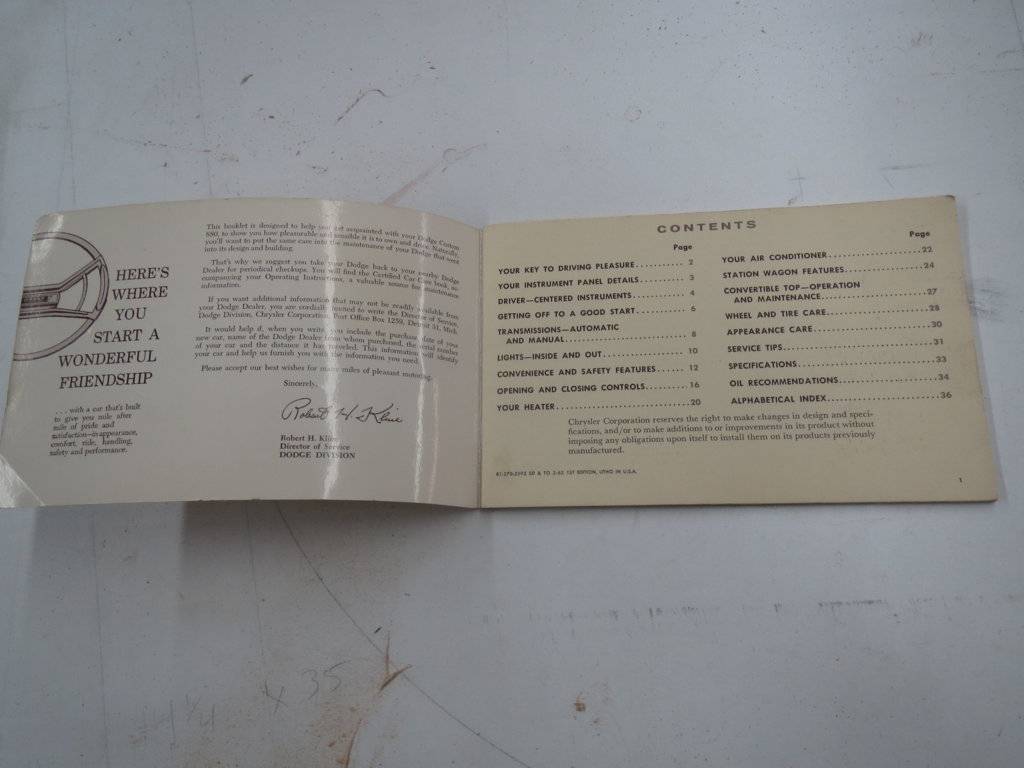 HERE'S
WHERE
YOU
START A
WONDERFUL
FRIENDSHIP
. . . with a car that's built
to give you mile after
mile of pride and
satisfaction—in appearance,
comfort, ride, handling,
safety and performance.
This booklet is designed to help you get acquainted with your Dodge Custom
880, to show you how pleasurable and sensible it is to own and drive. Naturally,
you'll want to put the same care into the maintenance of your Dodge that went
into its design and building.
That's why we suggest you take your Dodge back to your nearby Dodge
Dealer for periodical checkups. You will find the Certified Car Care book, ac-
companying your Operating Instructions, a valuable source for maintenance
information.
If you want additional information that may not be readily available from
your Dodge Dealer, you are cordially invited to write the Director of Service,
Dodge Division, Chrysler Corporation, Post Office Box 1259, Detroit 31, Mich.
It would help if, when you write, you include the purchase date of your
new car, name of the Dodge Dealer from whom purchased, the serial number
of your car and the distance it has traveled. This information will identify
your car and help us furnish you with the information you need.
Please accept our best wishes for many miles of pleasant motoring.
Sincerely,
Robert H. Kline
Robert H. Kline
Director of Service
DODGE DIVISION
CONTENTS
Page
YOUR KEY TO DRIVING PLEASURE.......... 2
YOUR INSTRUMENT PANEL DETAILS......... 3
DRIVER—CENTERED INSTRUMENTS.......... 4
GETTING OFF TO A GOOD START.......... 6
TRANSMISSIONS—AUTOMATIC
AND MANUAL.......................... 8
LIGHTS—INSIDE AND OUT................ 10
CONVENIENCE AND SAFETY FEATURES...... 12
OPENING AND CLOSING CONTROLS......... 16
YOUR HEATER.......................... 20
Page
YOUR AIR CONDITIONER.................. 22
STATION WAGON FEATURES................ 24
CONVERTIBLE TOP—OPERATION
AND MAINTENANCE....................... 27
WHEEL AND TIRE CARE................... 28
APPEARANCE CARE....................... 30
SERVICE TIPS.......................... 31
SPECIFICATIONS........................ 33
OIL RECOMMENDATIONS................... 34
ALPHABETICAL INDEX.................... 36
Chrysler Corporation reserves the right to make changes in design and speci-
fications, and/or to make additions to or improvements in its product without
imposing any obligations upon itself to install them on its products previously
manufactured.
81-270-2592 SD & TO 2-62 1ST EDITION, LITHO IN U.S.A.
1
4 1/4 x 35